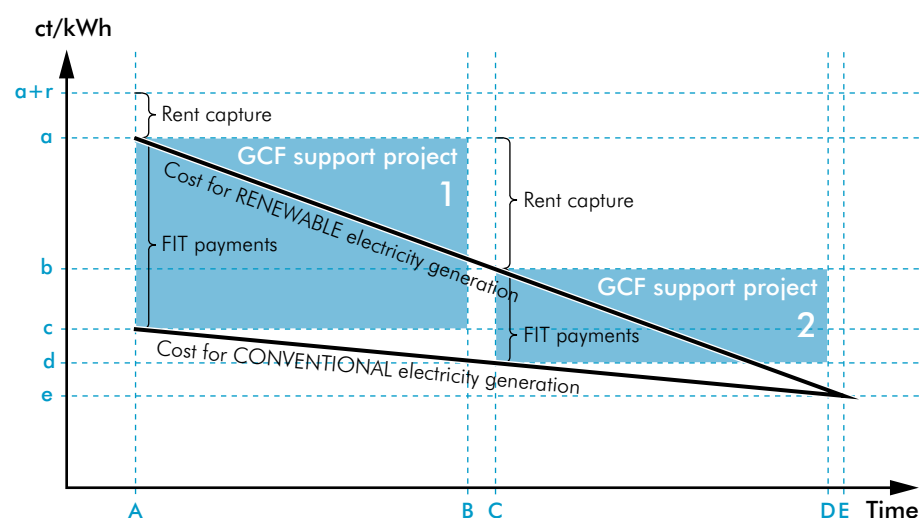 ct/kWh
a+r
Rent capture
a
GCF support project
1
Cost for RENEWABLE electricity generation
Rent capture
FIT payments
b
GCF support project
2
c
FIT payments
Cost for CONVENTIONAL electricity generation
d
e
A
B
C
D
E
Time